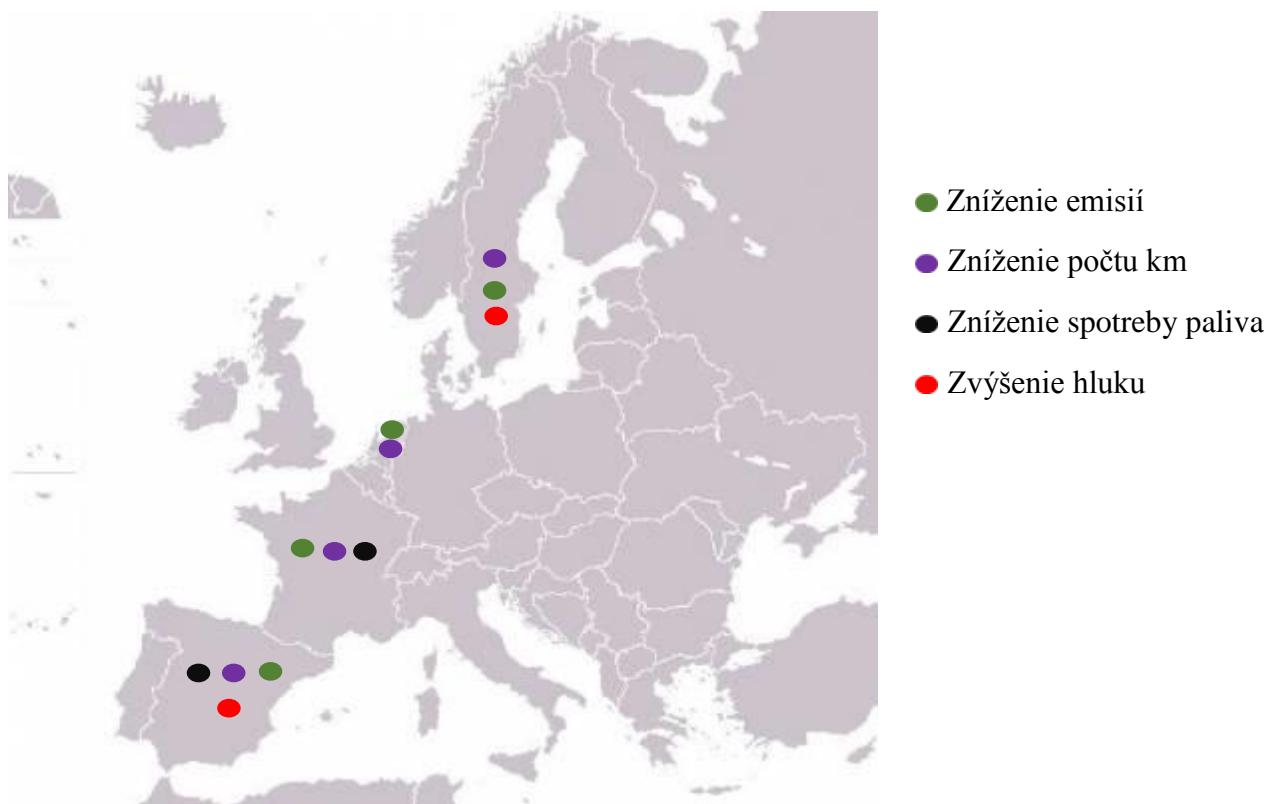 Zníženie emisií
Zníženie počtu km
Zníženie spotreby paliva
Zvýšenie hluku